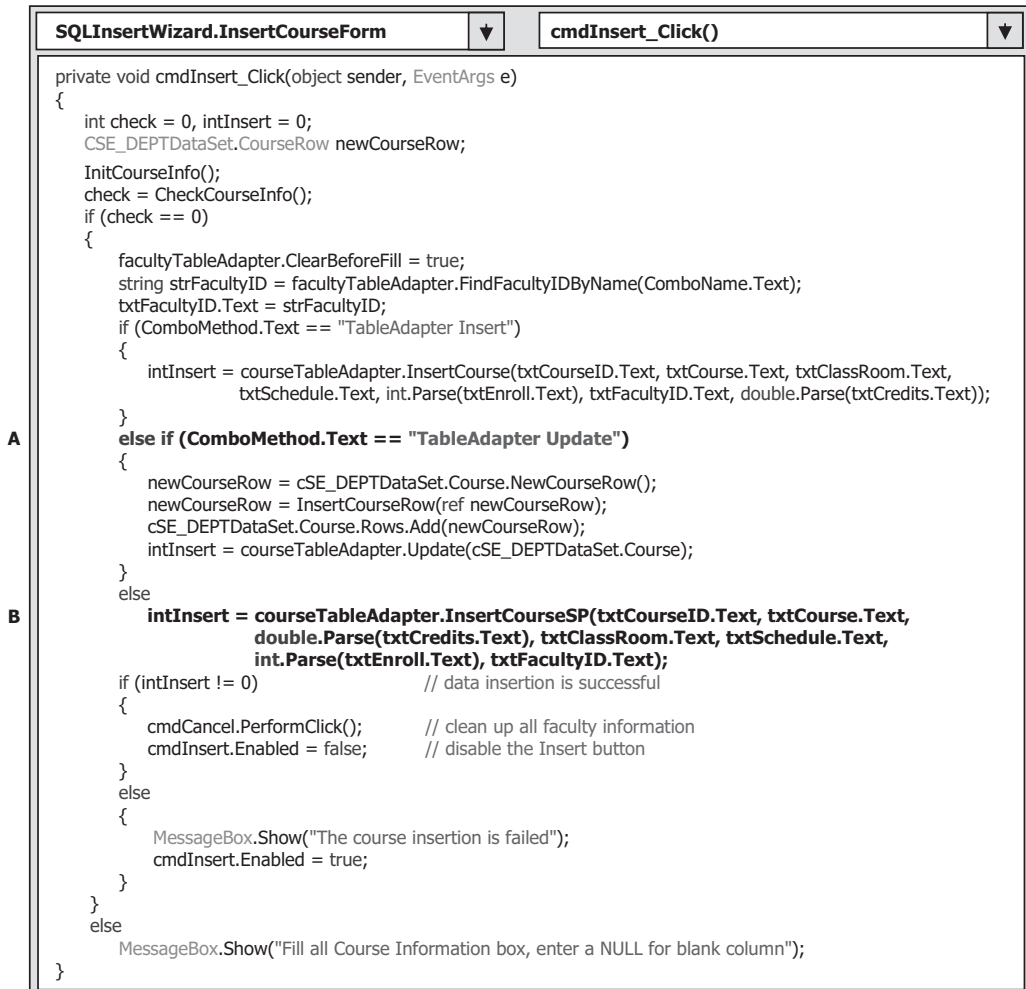 SQLInsertWizard.InsertCourseForm cmdInsert_Click()
private void cmdInsert_Click(object sender, EventArgs e)
{
int check = 0, intInsert = 0;
CSE_DEPTDataSet.CourseRow newCourseRow;
InitCourseInfo();
check = CheckCourseInfo();
if (check == 0)
{
facultyTableAdapter.ClearBeforeFill = true;
string strFacultyID = facultyTableAdapter.FindFacultyIDByName(ComboName.Text);
txtFacultyID.Text = strFacultyID;
if (ComboMethod.Text == "TableAdapter Insert")
{
intInsert = courseTableAdapter.InsertCourse(txtCourseID.Text, txtCourse.Text, txtClassRoom.Text,
txtSchedule.Text, int.Parse(txtEnroll.Text), txtFacultyID.Text, double.Parse(txtCredits.Text));
}
A else if (ComboMethod.Text == "TableAdapter Update")
{
newCourseRow = cSE_DEPTDataSet.Course.NewCourseRow();
newCourseRow = InsertCourseRow(ref newCourseRow);
cSE_DEPTDataSet.Course.Rows.Add(newCourseRow);
intInsert = courseTableAdapter.Update(cSE_DEPTDataSet.Course);
}
else
B intInsert = courseTableAdapter.InsertCourseSP(txtCourseID.Text, txtCourse.Text,
double.Parse(txtCredits.Text), txtClassRoom.Text, txtSchedule.Text,
int.Parse(txtEnroll.Text), txtFacultyID.Text);
if (intInsert != 0) // data insertion is successful
{
cmdCancel.PerformClick(); // clean up all faculty information
cmdInsert.Enabled = false; // disable the Insert button
}
else
{
MessageBox.Show("The course insertion is failed");
cmdInsert.Enabled = true;
}
}
else
MessageBox.Show("Fill all Course Information box, enter a NULL for blank column");
}